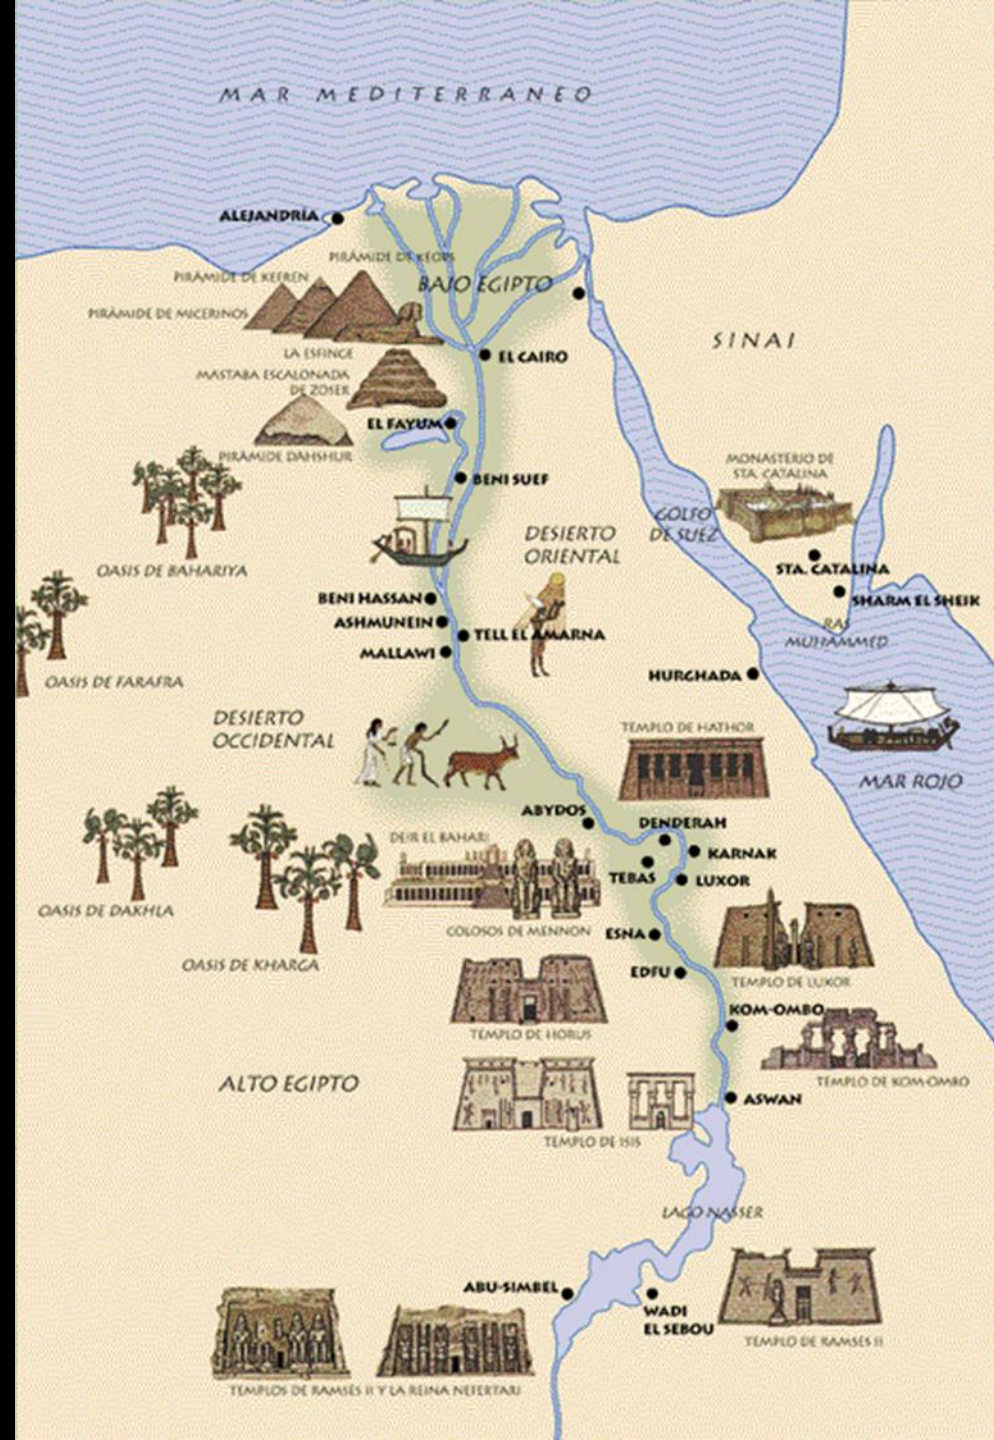 MAR MEDITERRANEO
ALEJANDRÍA
PIRÁMIDE DE KEOPS
PIRÁMIDE DE KEFREN
BAJO EGIPTO
PIRÁMIDE DE MICERINOS
SINAI
LA ESFINGE
EL CAIRO
MASTABA ESCALONADA
DE ZOSER
EL FAYUM
PIRÁMIDE DAHSHUR
MONASTERIO DE
STA. CATALINA
BENI SUEF
GOLFO
DE SUEZ
DESIERTO
ORIENTAL
OASIS DE BAHARIYA
STA. CATALINA
BENI HASSAN
SHARM EL SHEIK
ASHMUNEIN
RAS
MUHAMMED
TELL EL AMARNA
MALLAWI
HURGHADA
OASIS DE FARAFRA
DESIERTO
OCCIDENTAL
TEMPLO DE HATHOR
MAR ROJO
ABYDOS
DENDERAH
DEIR EL BAHARI
KARNAK
TEBAS
LUXOR
OASIS DE DAKHLA
COLOSOS DE MENNON
ESNA
OASIS DE KHARGA
EDFU
TEMPLO DE LUXOR
KOM-OMBO
TEMPLO DE HORUS
ALTO EGIPTO
TEMPLO DE KOM-OMBO
ASWAN
TEMPLO DE ISIS
LAGO NASSER
ABU-SIMBEL
WADI
EL SEBOU
TEMPLO DE RAMSÉS II
TEMPLOS DE RAMSÉS II Y LA REINA NEFERTARI